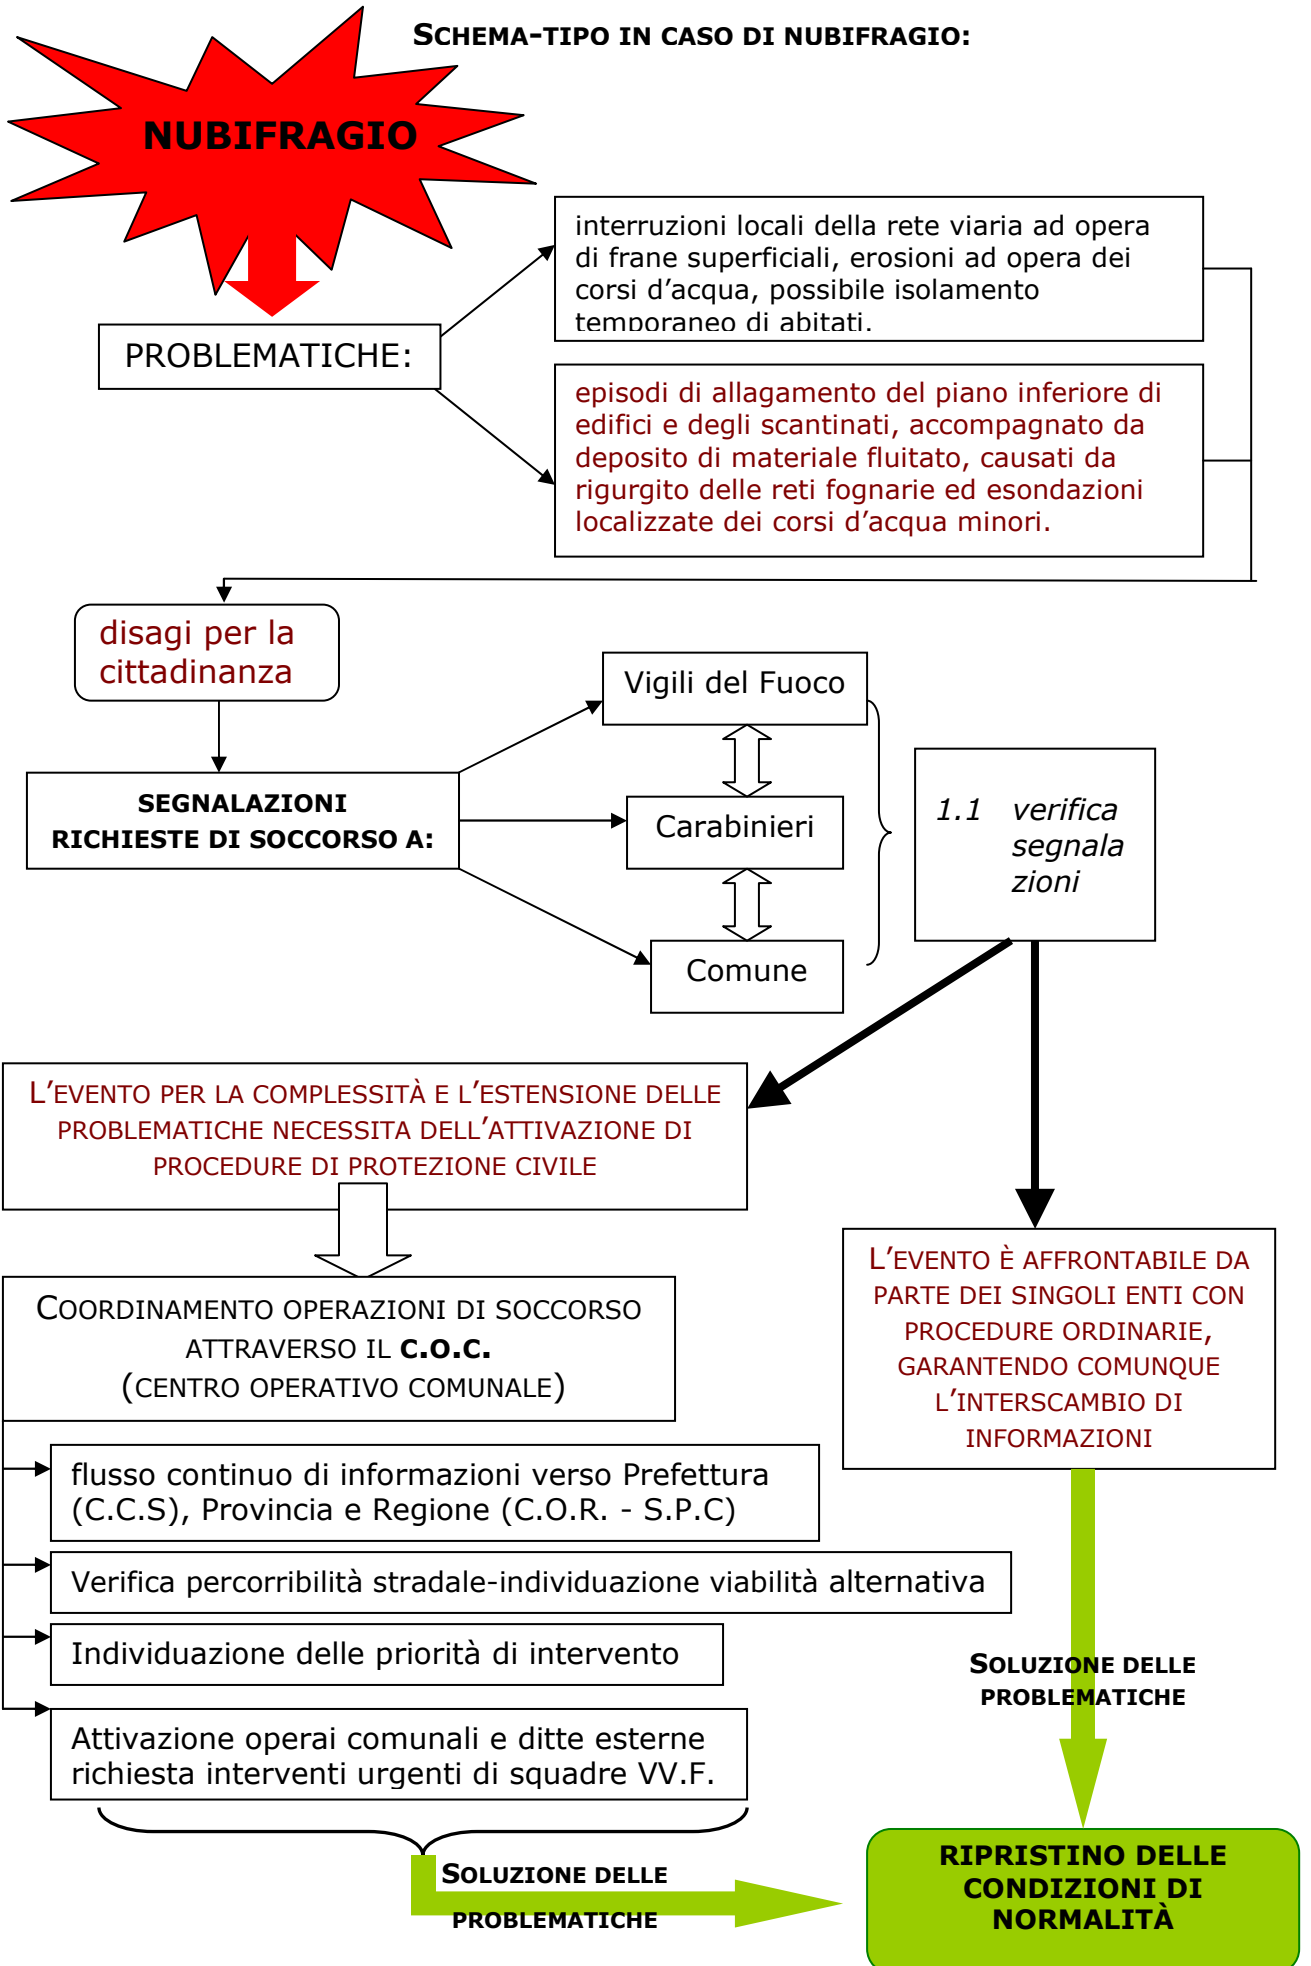 SCHEMA-TIPO IN CASO DI NUBIFRAGIO:
NUBIFRAGIO
interruzioni locali della rete viaria ad opera
di frane superficiali, erosioni ad opera dei
corsi d'acqua, possibile isolamento
temporaneo di abitati.
PROBLEMATICHE:
episodi di allagamento del piano inferiore di
edifici e degli scantinati, accompagnato da
deposito di materiale fluitato, causati da
rigurgito delle reti fognarie ed esondazioni
localizzate dei corsi d'acqua minori.
disagi per la
cittadinanza
SEGNALAZIONI
RICHIESTE DI SOCCORSO A:
Vigili del Fuoco
Carabinieri
Comune
1.1 verifica
segnala
zioni
L'EVENTO PER LA COMPLESSITÀ E L'ESTENSIONE DELLE
PROBLEMATICHE NECESSITA DELL'ATTIVAZIONE DI
PROCEDURE DI PROTEZIONE CIVILE
L'EVENTO È AFFRONTABILE DA
PARTE DEI SINGOLI ENTI CON
PROCEDURE ORDINARIE,
GARANTENDO COMUNQUE
L'INTERSCAMBIO DI
INFORMAZIONI
COORDINAMENTO OPERAZIONI DI SOCCORSO
ATTRAVERSO IL C.O.C.
(CENTRO OPERATIVO COMUNALE)
flusso continuo di informazioni verso Prefettura
(C.C.S), Provincia e Regione (C.O.R. - S.P.C)
Verifica percorribilità stradale-individuazione viabilità alternativa
Individuazione delle priorità di intervento
Attivazione operai comunali e ditte esterne
richiesta interventi urgenti di squadre VV.F.
SOLUZIONE DELLE
PROBLEMATICHE
SOLUZIONE DELLE
PROBLEMATICHE
RIPRISTINO DELLE
CONDIZIONI DI
NORMALITÀ